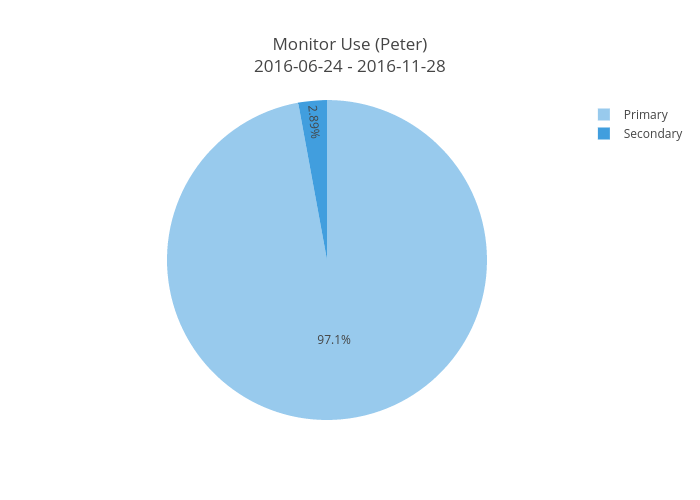 Monitor Use (Peter)
2016-06-24 - 2016-11-28
Primary
Secondary
2.89%
97.1%